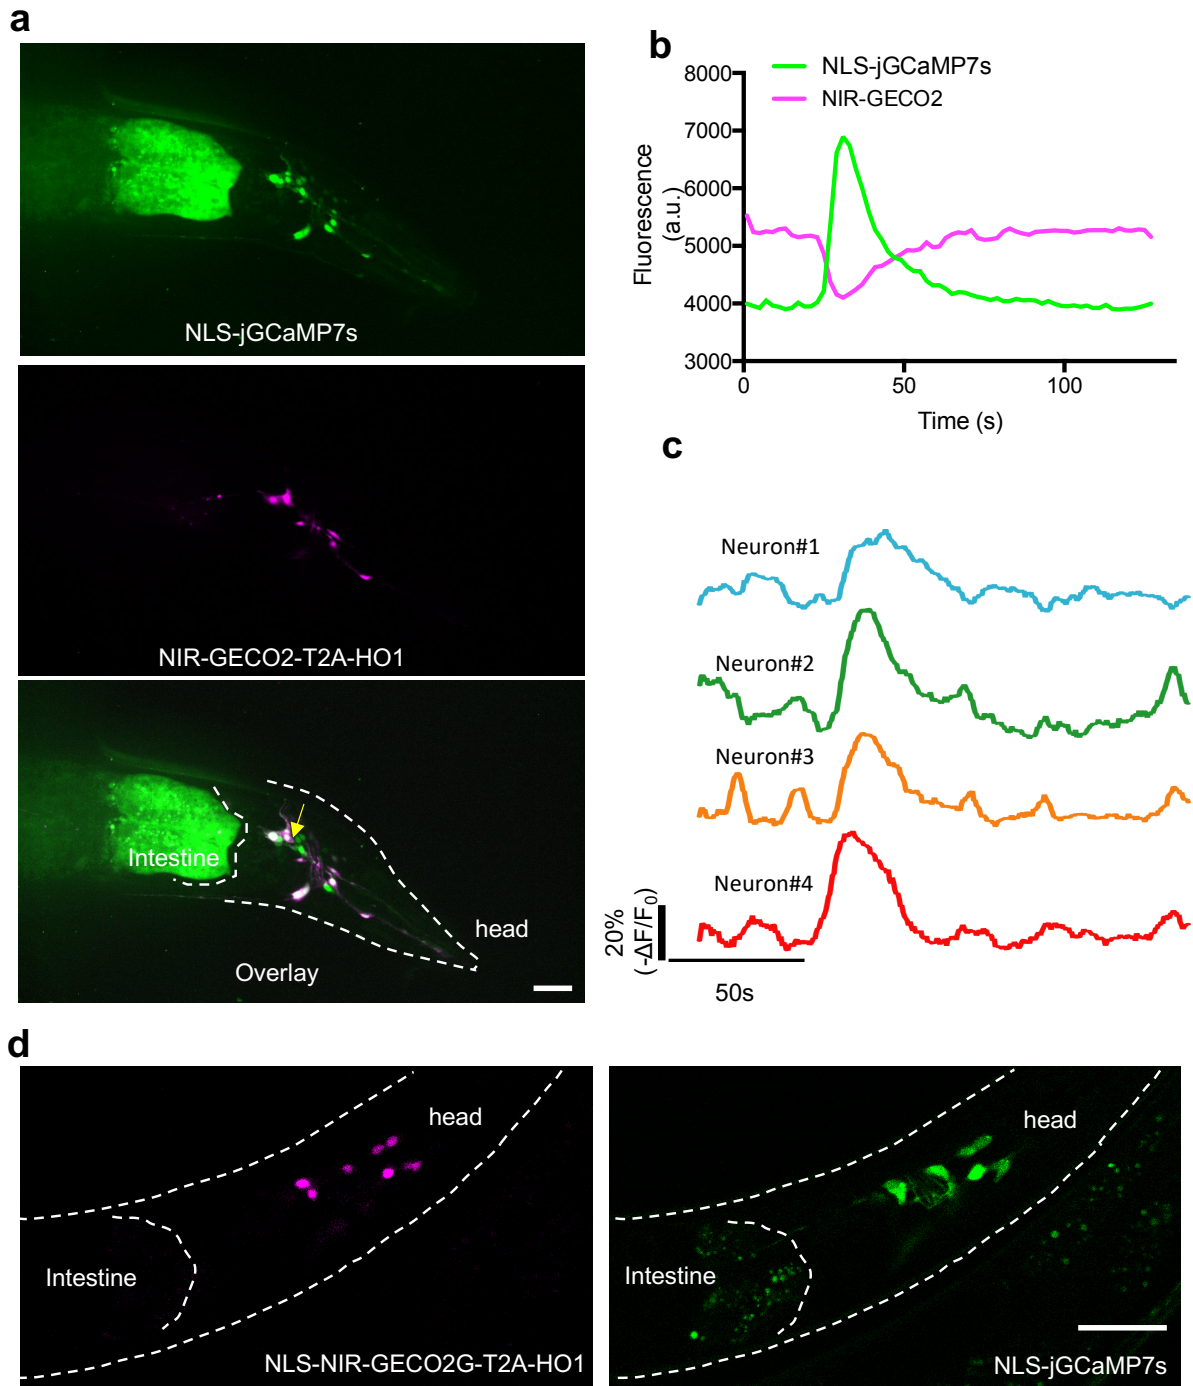 a
NLS-jGCaMP7s
NIR-GECO2-T2A-HO1
Intestine
head
Overlay
b
NLS-jGCaMP7s
NIR-GECO2
8000
7000
6000
5000
4000
3000
Fluorescence
(a.u.)
0
50
100
Time (s)
c
Neuron#1
Neuron#2
Neuron#3
Neuron#4
20%
(-ΔF/F0)
50s
d
head
Intestine
NLS-NIR-GECO2G-T2A-HO1
head
Intestine
NLS-jGCaMP7s